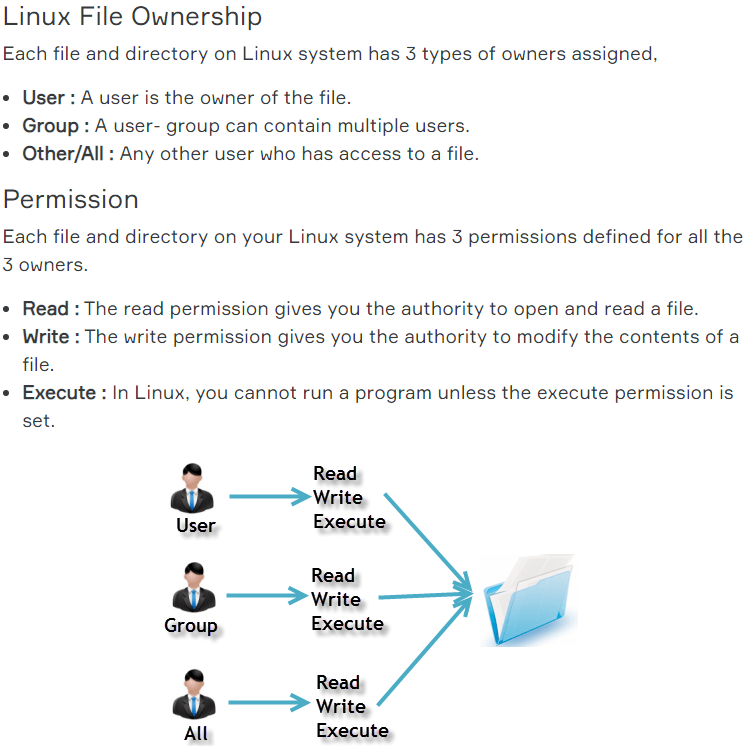 Linux File Ownership
Each file and directory on Linux system has 3 types of owners assigned,
• User : A user is the owner of the file.
• Group : A user- group can contain multiple users.
• Other/All : Any other user who has access to a file.
Permission
Each file and directory on your Linux system has 3 permissions defined for all the
3 owners.
• Read : The read permission gives you the authority to open and read a file.
• Write : The write permission gives you the authority to modify the contents of a
file.
• Execute : In Linux, you cannot run a program unless the execute permission is
set.
User
Read
Write
Execute
Group
Read
Write
Execute
All
Read
Write
Execute